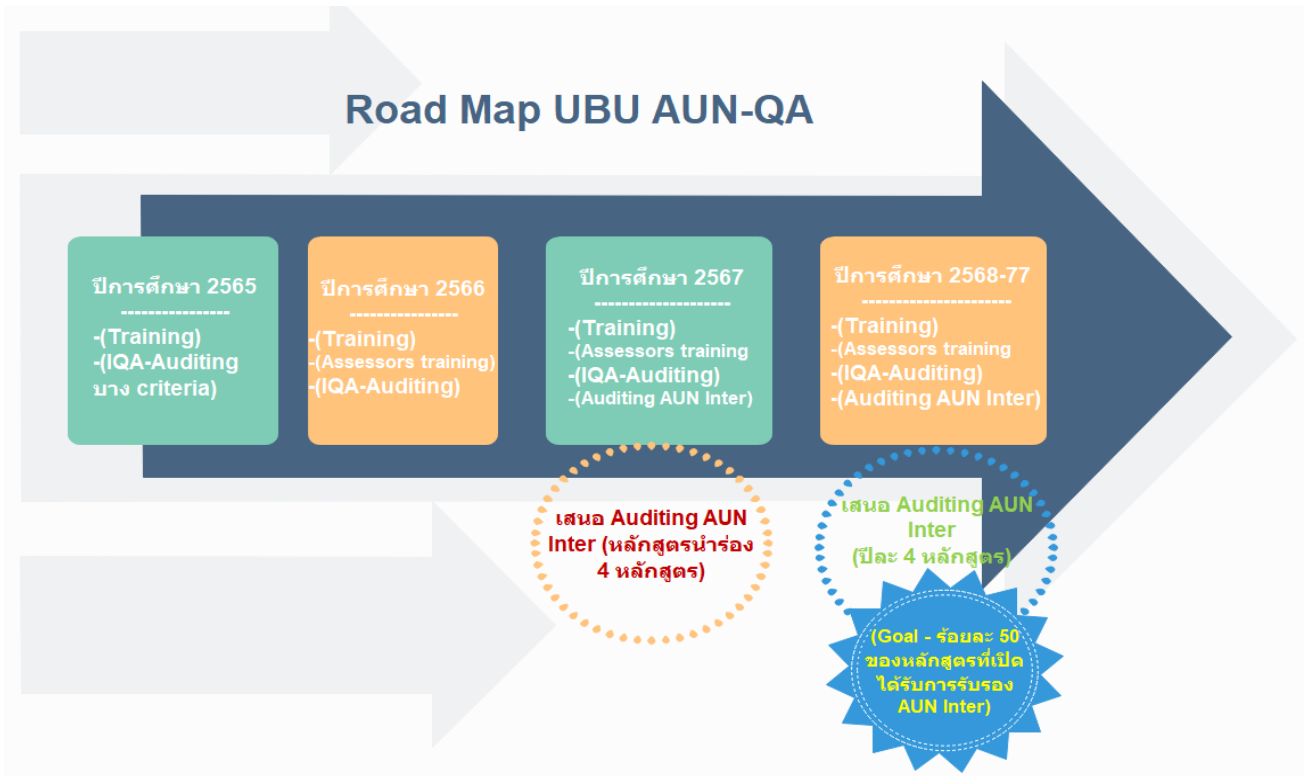 Road Map UBU AUN-QA
ปีการศึกษา 2565
----------------
-(Training)
-(IQA-Auditing
บาง criteria)
ปีการศึกษา 2566
----------------
-(Training)
-(Assessors training)
-(IQA-Auditing)
ปีการศึกษา 2567
--------------------
-(Training)
-(Assessors training
-(IQA-Auditing)
-(Auditing AUN Inter)
ปีการศึกษา 2568-77
----------------------
-(Training)
-(Assessors training
-(IQA-Auditing)
-(Auditing AUN Inter)
เสนอ Auditing AUN
Inter (หลักสูตรนำร่อง
4 หลักสูตร)
เสนอ Auditing AUN
Inter
(ปีละ 4 หลักสูตร)
(Goal - ร้อยละ 50
ของหลักสูตรที่เปิด
ได้รับการรับรอง
AUN Inter)